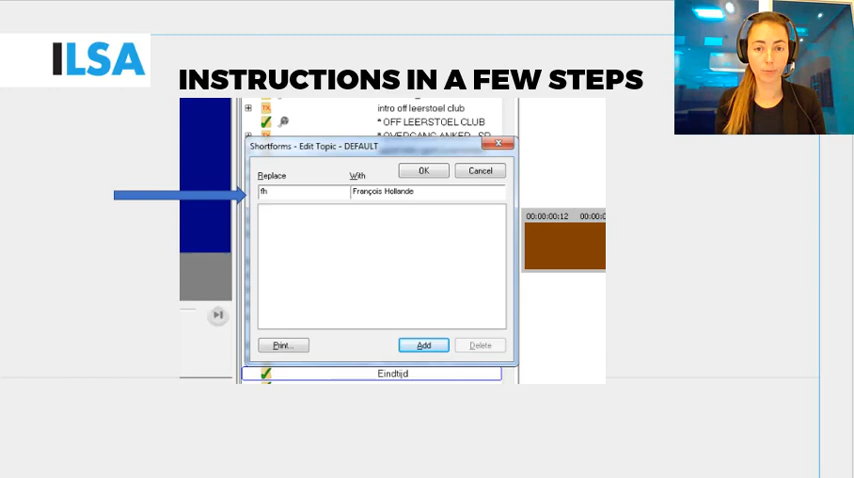 ILSA
INSTRUCTIONS IN A FEW STEPS
intro off leerstoel club
* OFF LEERSTOEL CLUB
* OVERGANG ANKER
Shortforms - Edit Topic - DEFAULT
Replace With OK Cancel
fh François Hollande
00:00:00:12 00:00:0
Print... Add Delete
Eindtijd